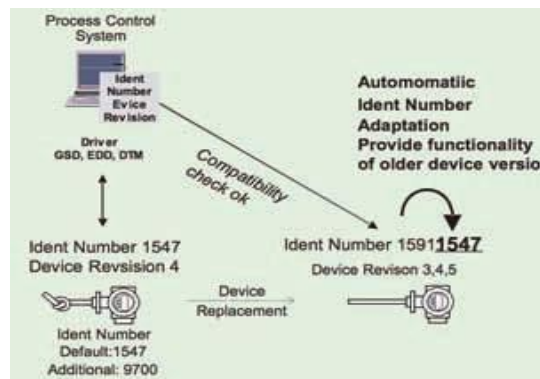 Process Control
System
Ident
Number
Evice
Revision
Driver
GSD, EDD, DTM
Automomatiic
Ident Number
Adaptation
Provide functionality
of older device versio
Compatibility
check ok
Ident Number 1547
Device Revsision 4
Ident Number 15911547
Device Revison 3,4,5
Device
Replacement
Ident Number
Default:1547
Additional: 9700